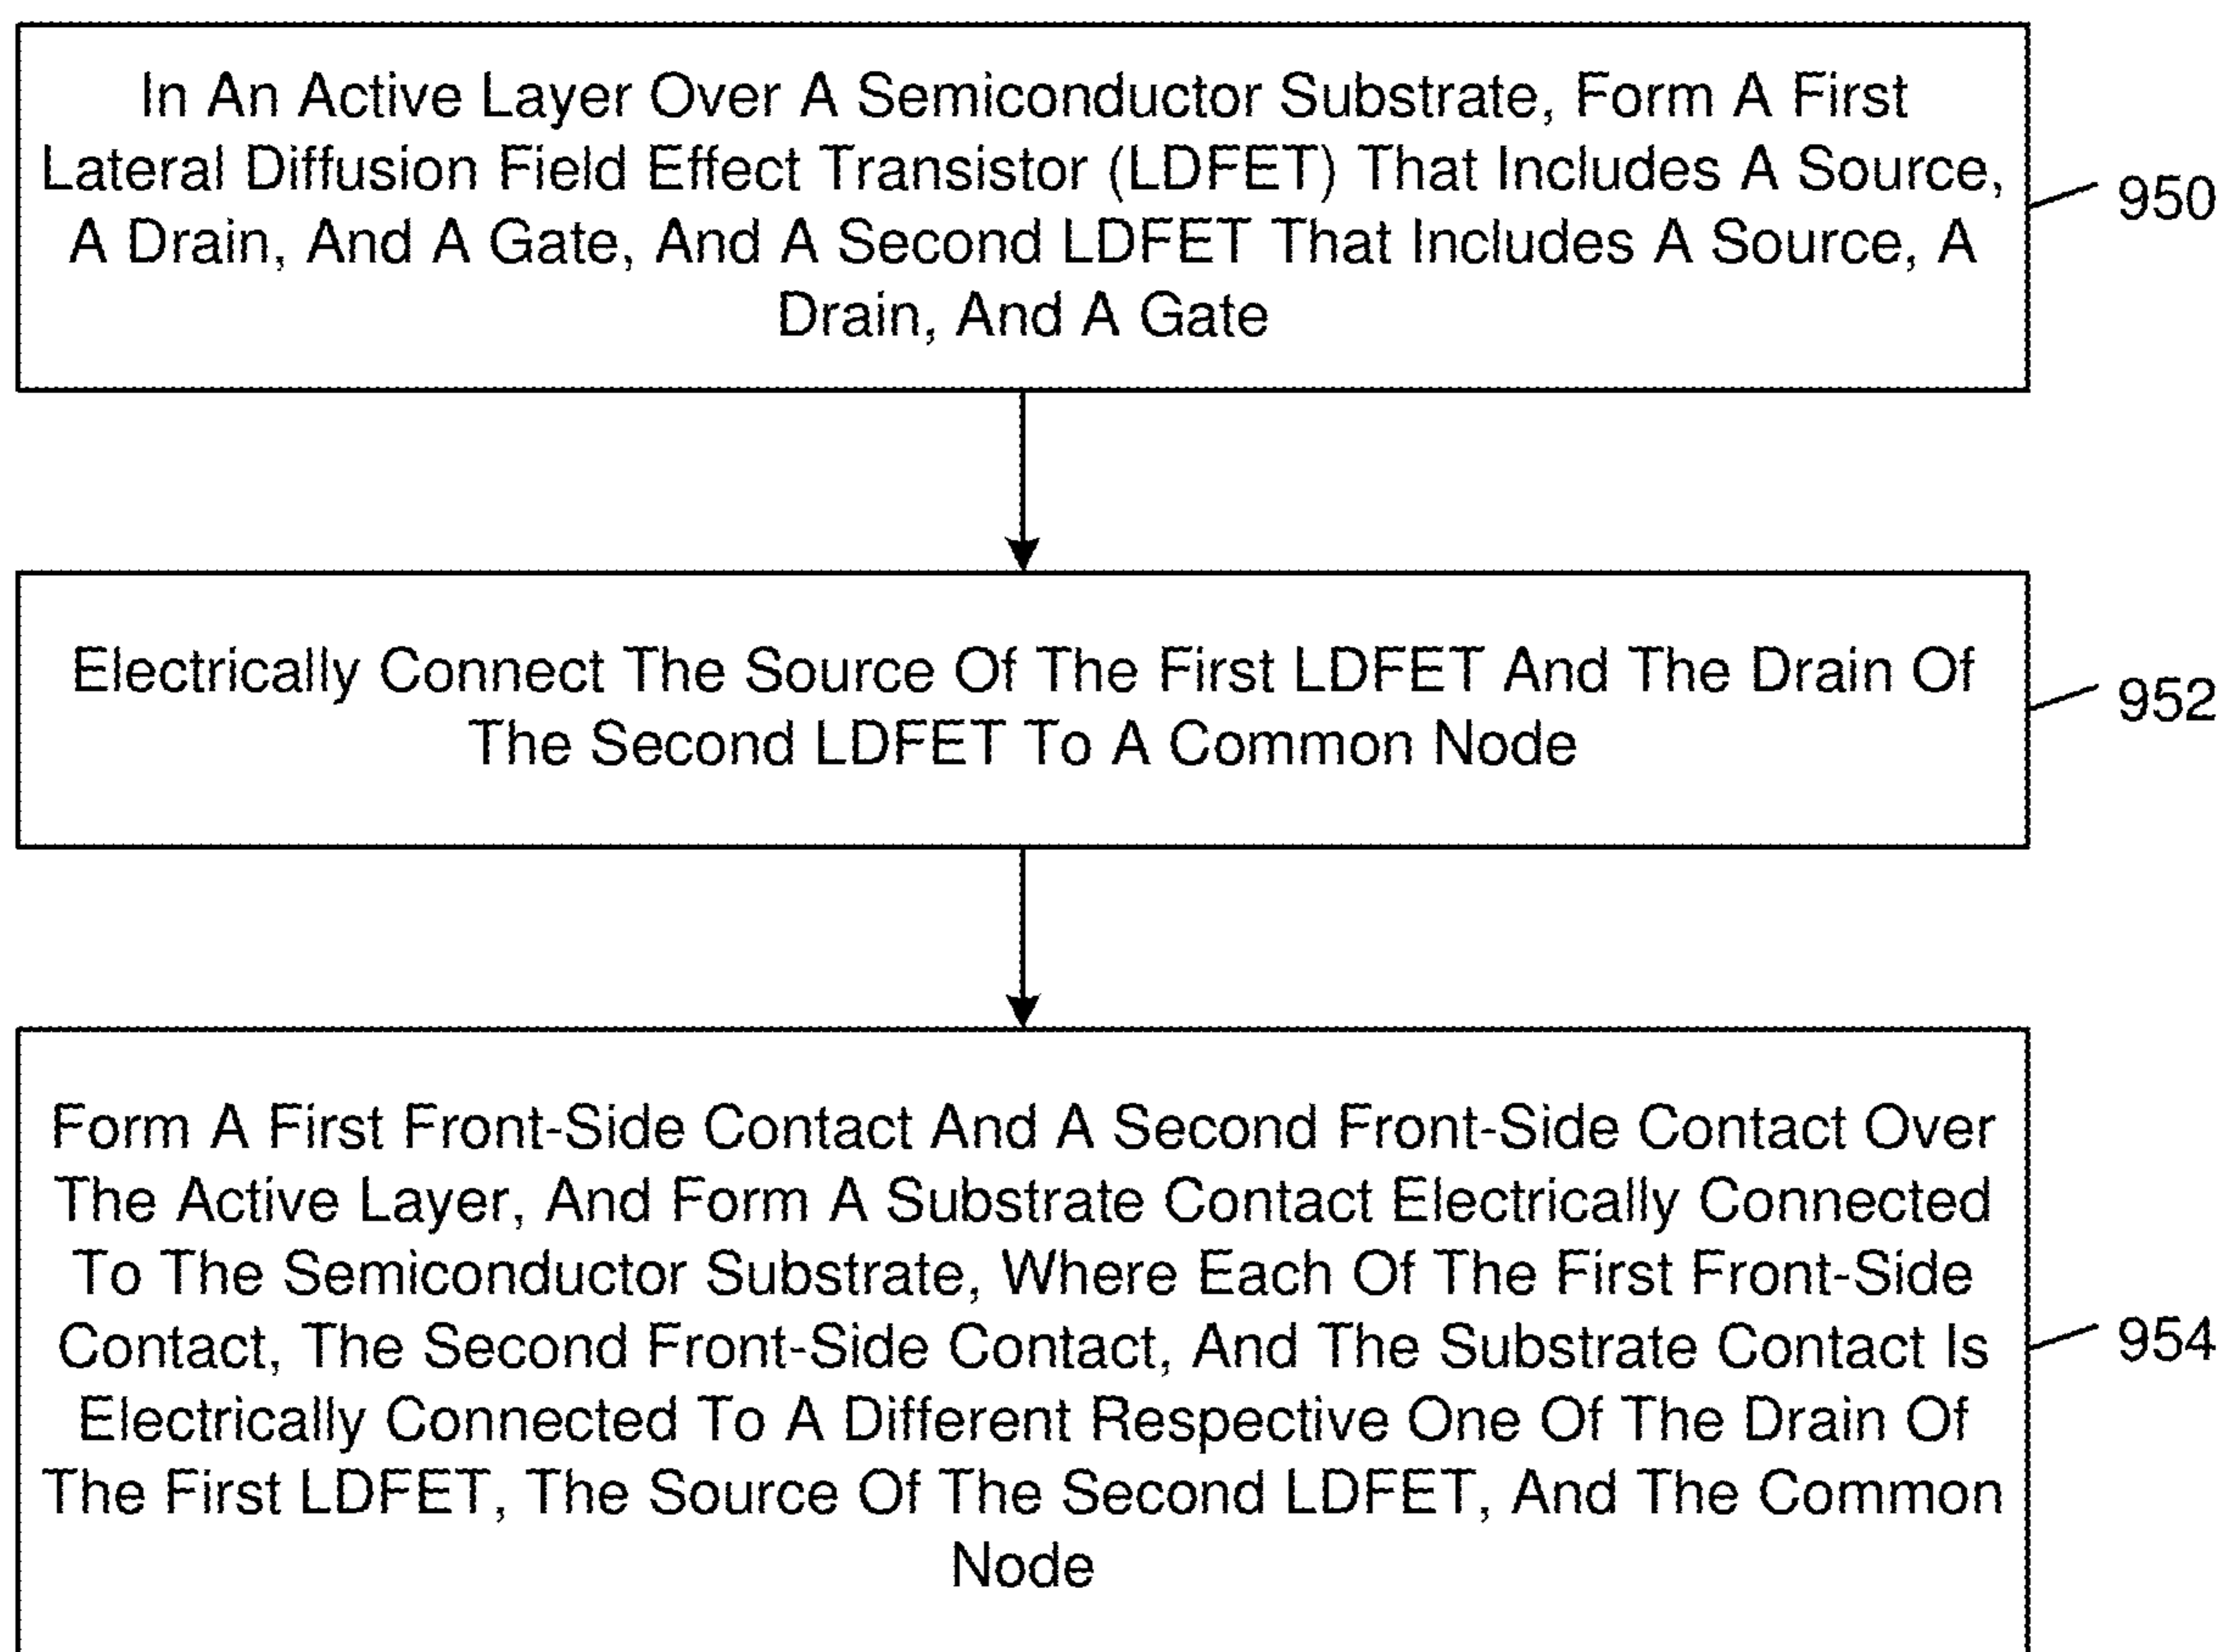 In An Active Layer Over A Semiconductor Substrate, Form A First
Lateral Diffusion Field Effect Transistor (LDFET) That Includes A Source,
A Drain, And A Gate, And A Second LDFET That Includes A Source, A
Drain, And A Gate
950
Electrically Connect The Source Of The First LDFET And The Drain Of
The Second LDFET To A Common Node
952
Form A First Front-Side Contact And A Second Front-Side Contact Over
The Active Layer, And Form A Substrate Contact Electrically Connected
To The Semiconductor Substrate, Where Each Of The First Front-Side
Contact, The Second Front-Side Contact, And The Substrate Contact Is
Electrically Connected To A Different Respective One Of The Drain Of
The First LDFET, The Source Of The Second LDFET, And The Common
Node
954